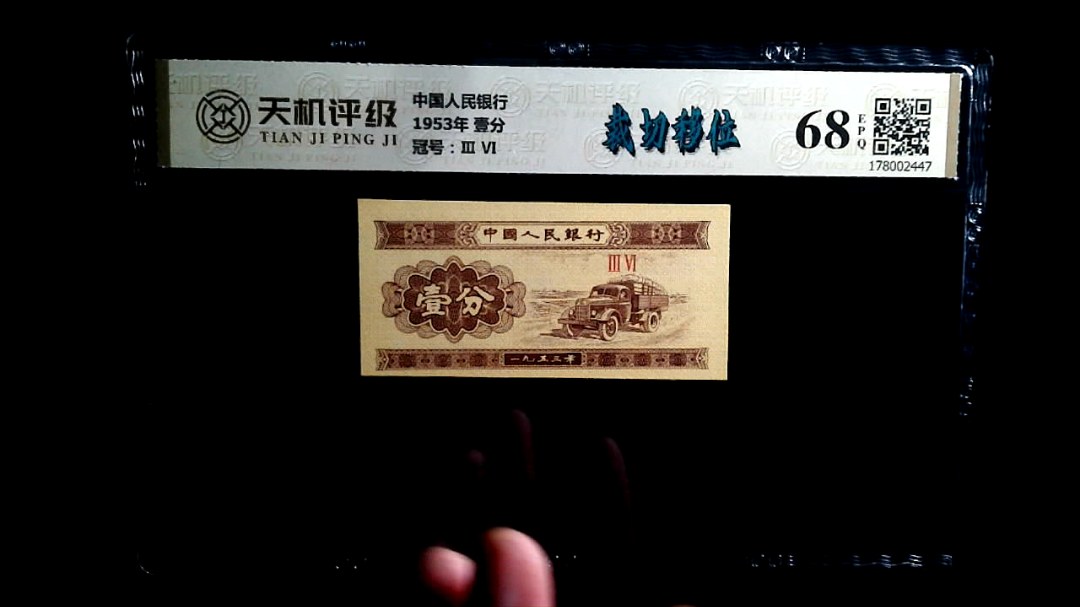 天机评级
TIAN JI PING JI
中国人民银行
1953年 壹分
冠号：Ⅲ Ⅵ
裁切移位
68
EPQ
178002447
中國人民銀行
Ⅲ Ⅵ
壹分
一九五三年